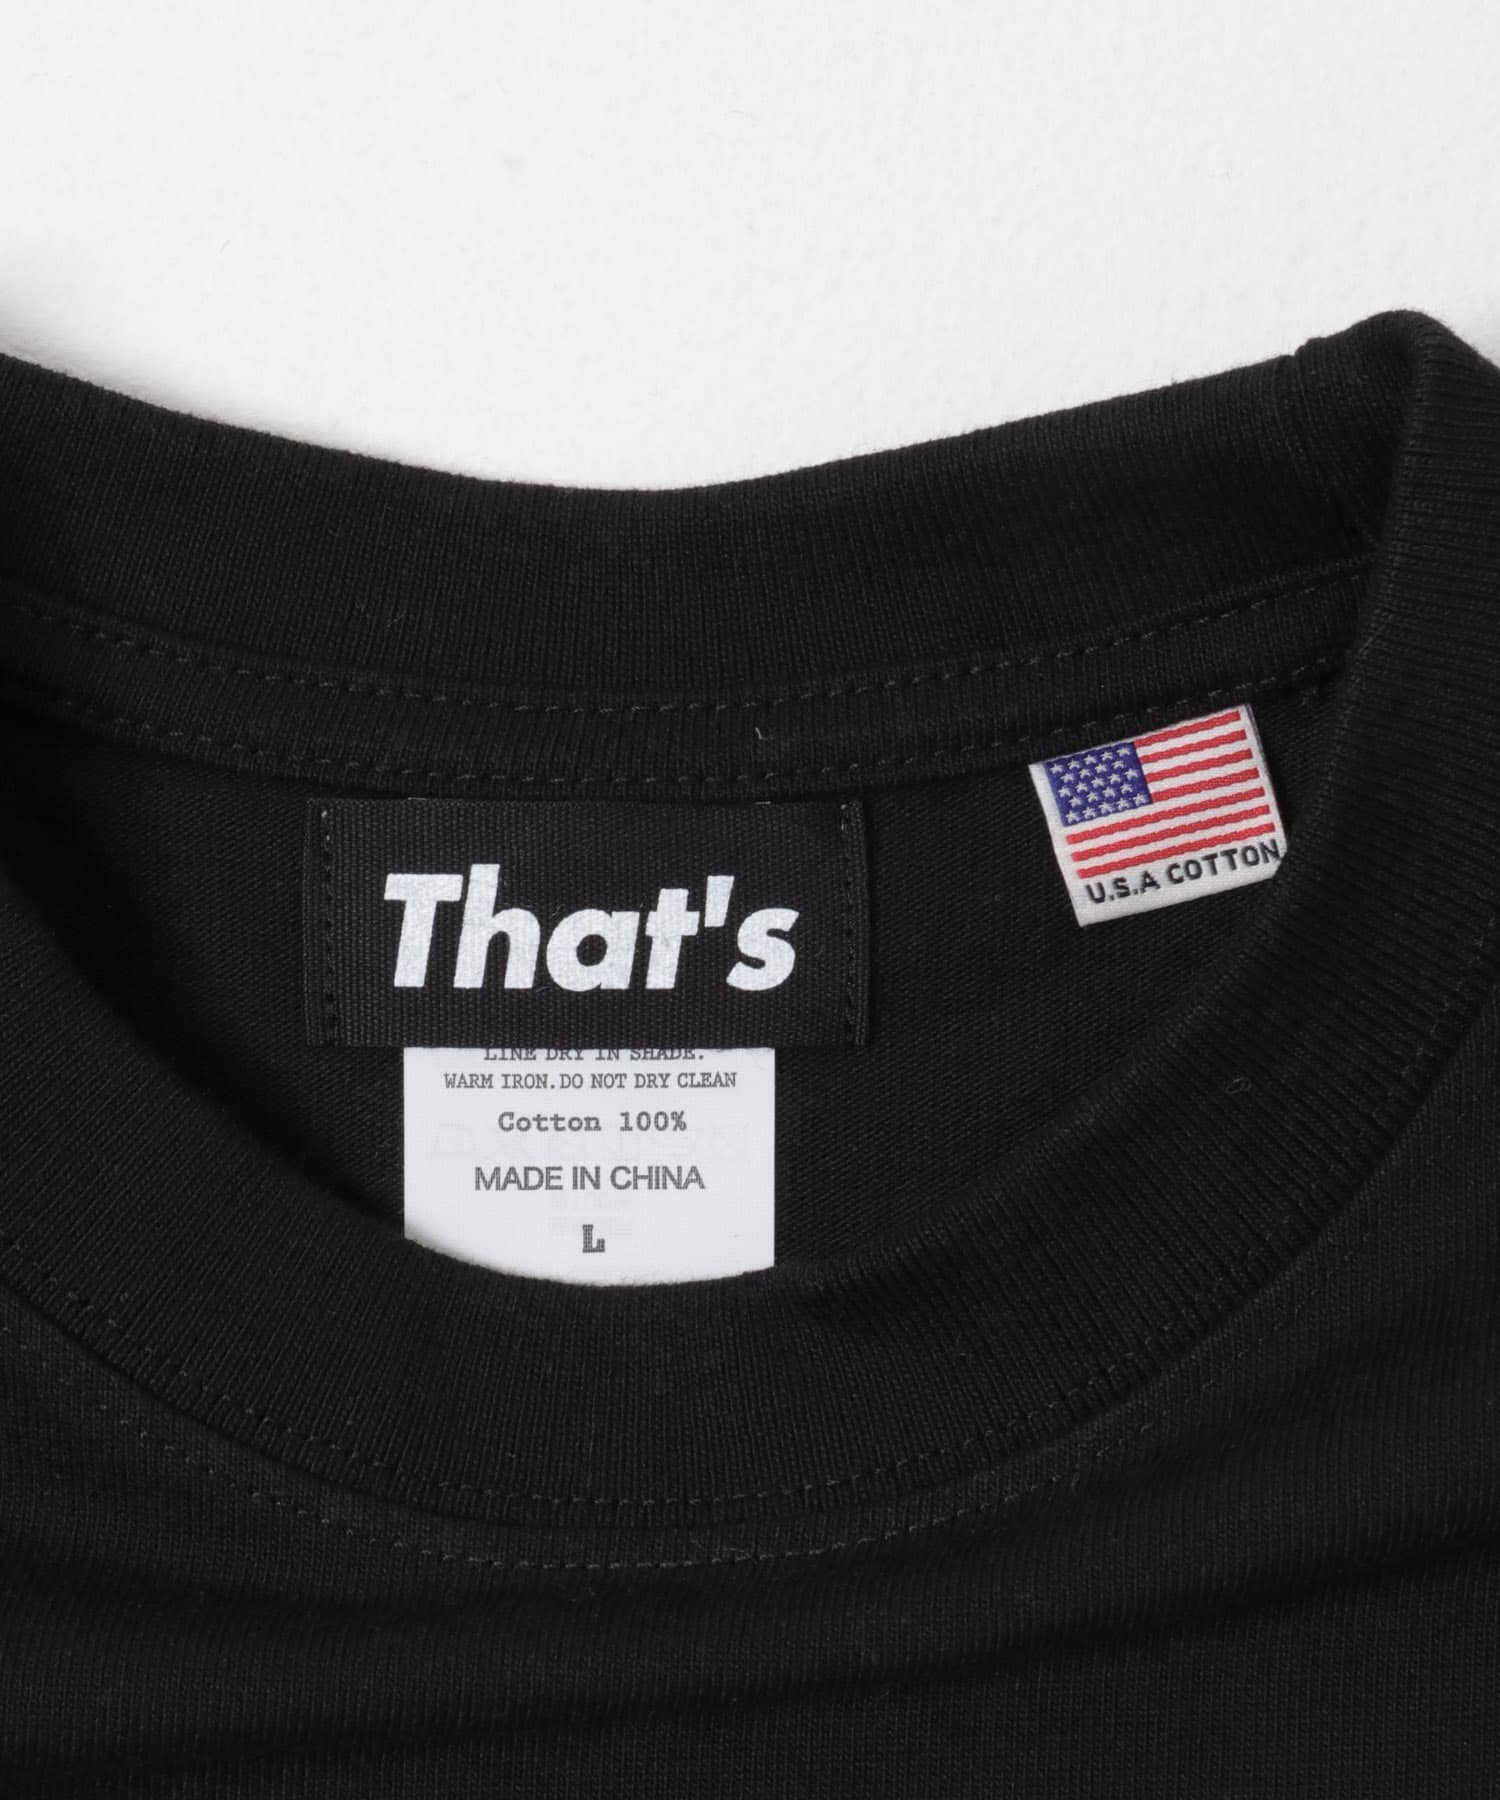 That's
U.S.A COTTON
LINE DRY IN SHADE.
WARM IRON.DO NOT DRY CLEAN
Cotton 100%
MADE IN CHINA
L